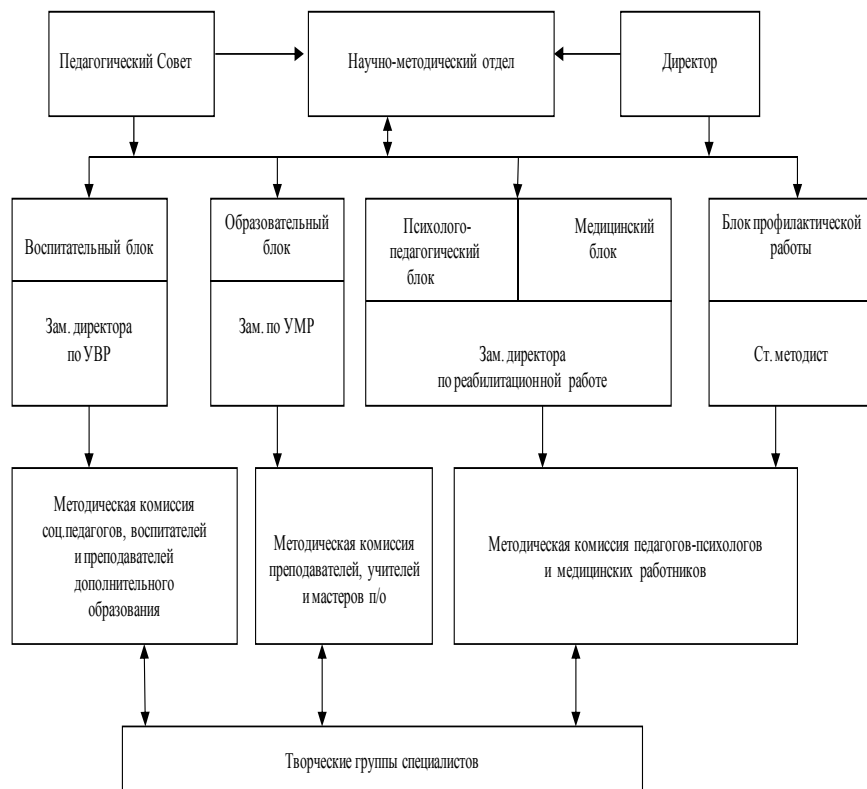 Педагогический Совет
Научно-методический отдел
Директор
Воспитательный блок
Образовательный
блок
Психолого-
педагогический
блок
Медицинский
блок
Блок профилактической
работы
Зам. директора
по УВР
Зам. по УМР
Зам. директора
по реабилитационной работе
Ст. методист
Методическая комиссия
соц.педагогов, воспитателей
и преподавателей
дополнительного
образования
Методическая комиссия
преподавателей, учителей
и мастеров п/о
Методическая комиссия педагогов-психологов
и медицинских работников
Творческие группы специалистов